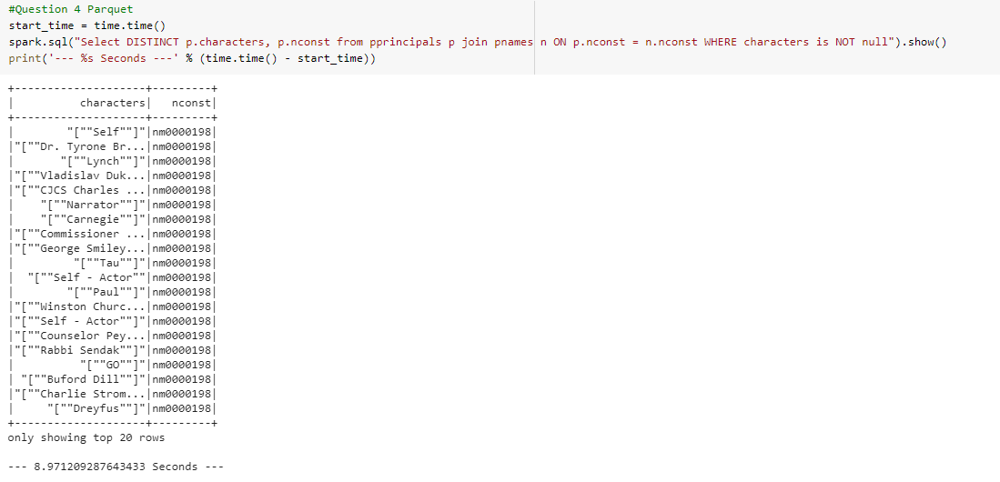 #Question 4 Parquet
start_time = time.time()
spark.sql("Select DISTINCT p.characters, p.nconst from pprincipals p join pnames n ON p.nconst = n.nconst WHERE characters is NOT null").show()
print('--- %s Seconds ---' % (time.time() - start_time))
+--------------------+---------+
|          characters|   nconst|
+--------------------+---------+
|        "[""Self""]"|nm0000198|
|"[""Dr. Tyrone Br...|nm0000198|
|       "[""Lynch""]"|nm0000198|
|"[""Vladislav Duk...|nm0000198|
|"[""CJCS Charles ...|nm0000198|
|    "[""Narrator""]"|nm0000198|
|    "[""Carnegie""]"|nm0000198|
|"[""Commissioner ...|nm0000198|
|"[""George Smiley...|nm0000198|
|         "[""Tau""]"|nm0000198|
|  "[""Self - Actor""|nm0000198|
|        "[""Paul""]"|nm0000198|
|"[""Winston Churc...|nm0000198|
|"[""Self - Actor""]"|nm0000198|
|"[""Counselor Pey...|nm0000198|
|"[""Rabbi Sendak""]"|nm0000198|
|          "[""GO""]"|nm0000198|
| "[""Buford Dill""]"|nm0000198|
|"[""Charlie Strom...|nm0000198|
|     "[""Dreyfus""]"|nm0000198|
+--------------------+---------+
only showing top 20 rows
--- 8.971209287643433 Seconds ---